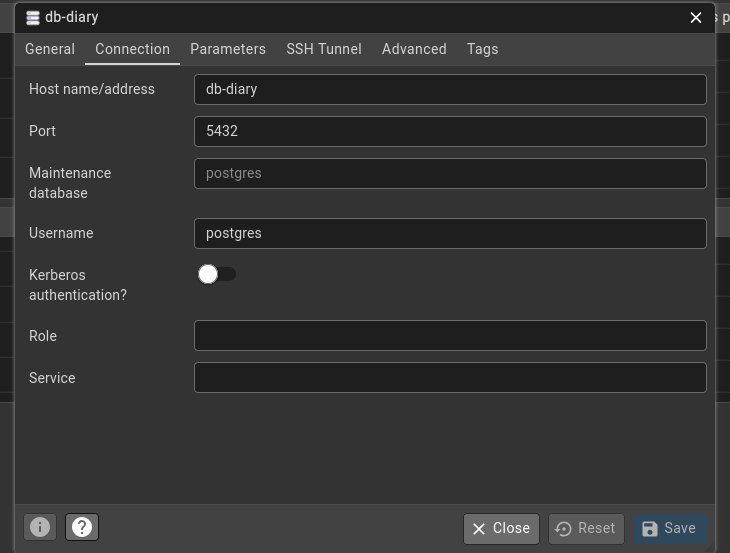 db-diary
s p
General Connection Parameters SSH Tunnel Advanced Tags
Host name/address db-diary
Port 5432
Maintenance postgres
database
Username postgres
Kerberos
authentication?
Role
Service
i ? Close Reset Save